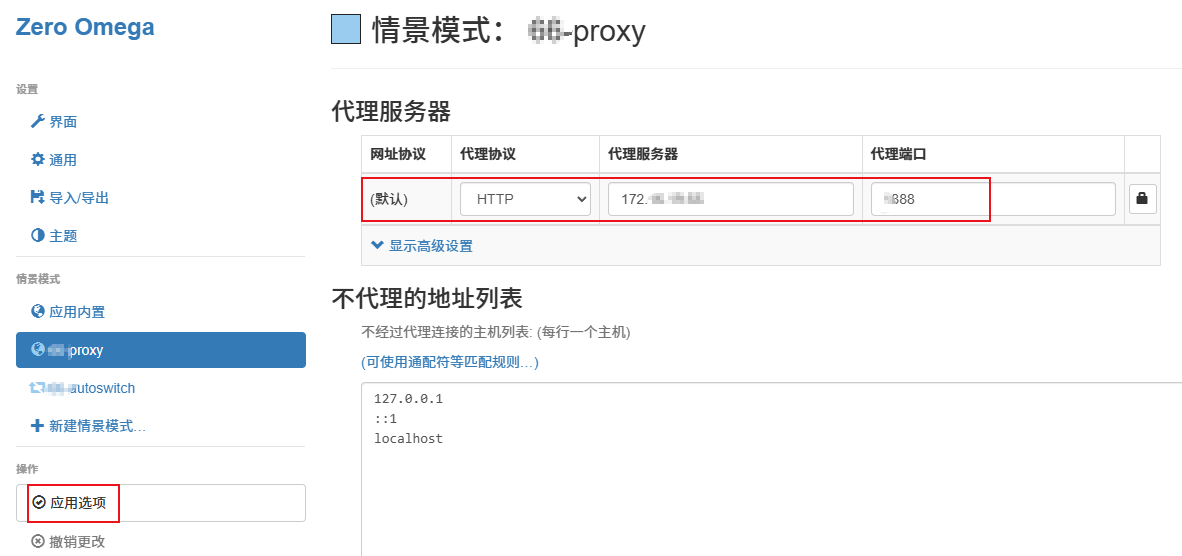 Zero Omega
设置
界面
通用
导入/导出
主题
情景模式
应用内置
proxy
autoswitch
新建情景模式…
操作
应用选项
撤销更改
情景模式： 66-proxy
代理服务器
网址协议 代理协议 代理服务器 代理端口
(默认) HTTP 172. 888
显示高级设置
不代理的地址列表
不经过代理连接的主机列表: (每行一个主机)
(可使用通配符等匹配规则…)
127.0.0.1
::1
localhost